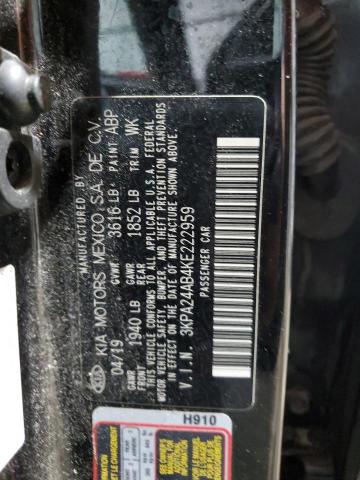 MANUFACTURED BY
KIA KIA MOTORS MEXICO S.A. DE C.V.
04/19 GVWR 3616 LB PAINT ABP
GAWR FRONT 1940 LB GAWR REAR 1852 LB TRIM WK
THIS VEHICLE CONFORMS TO ALL APPLICABLE U.S.A. FEDERAL
MOTOR VEHICLE SAFETY, BUMPER, AND THEFT PREVENTION STANDARDS
IN EFFECT ON THE DATE OF MANUFACTURE SHOWN ABOVE.
V.I.N. 3KPA24AB4KE222959
PASSENGER CAR
H910